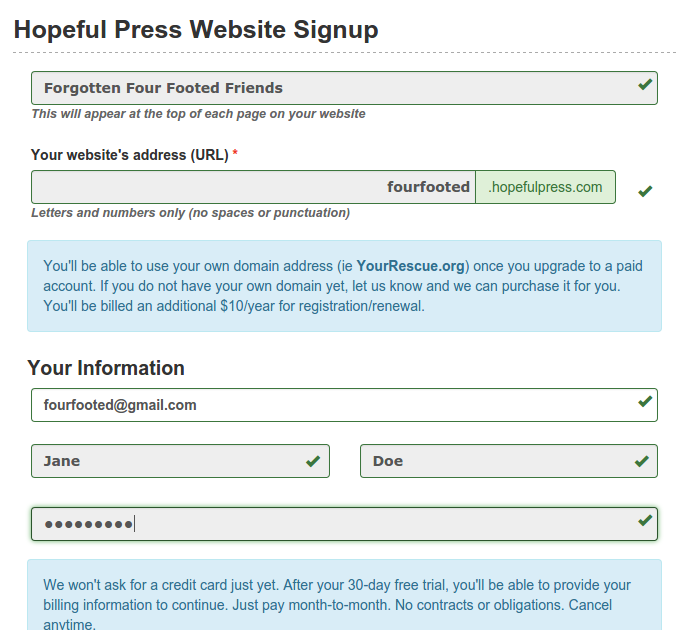 Hopeful Press Website Signup
Forgotten Four Footed Friends
This will appear at the top of each page on your website
Your website's address (URL) *
fourfooted .hopefulpress.com
Letters and numbers only (no spaces or punctuation)
You'll be able to use your own domain address (ie YourRescue.org) once you upgrade to a paid
account. If you do not have your own domain yet, let us know and we can purchase it for you.
You'll be billed an additional $10/year for registration/renewal.
Your Information
fourfooted@gmail.com
Jane Doe
●●●●●●●●●
We won't ask for a credit card just yet. After your 30-day free trial, you'll be able to provide your
billing information to continue. Just pay month-to-month. No contracts or obligations. Cancel
anytime.